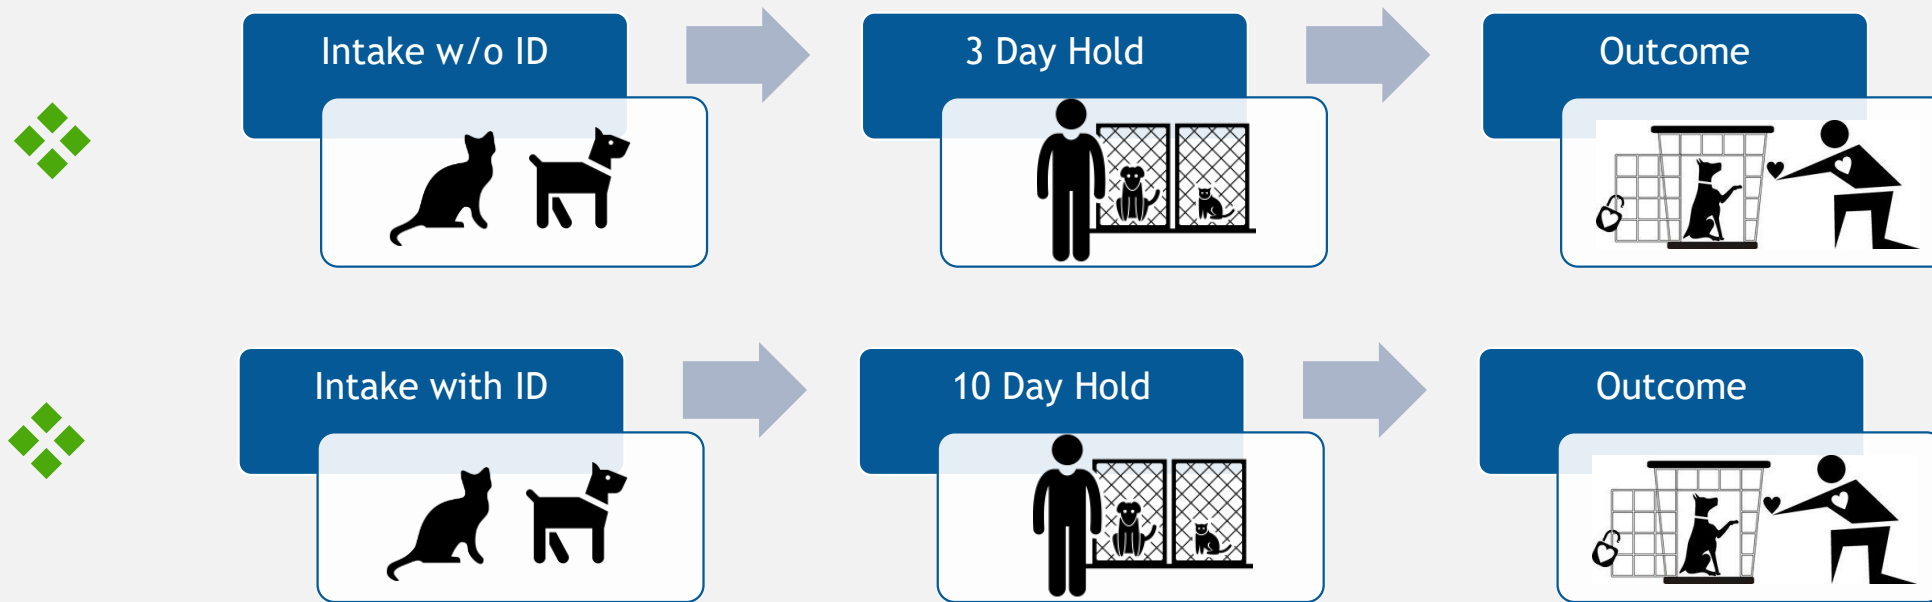 Intake w/o ID
3 Day Hold
Outcome
Intake with ID
10 Day Hold
Outcome